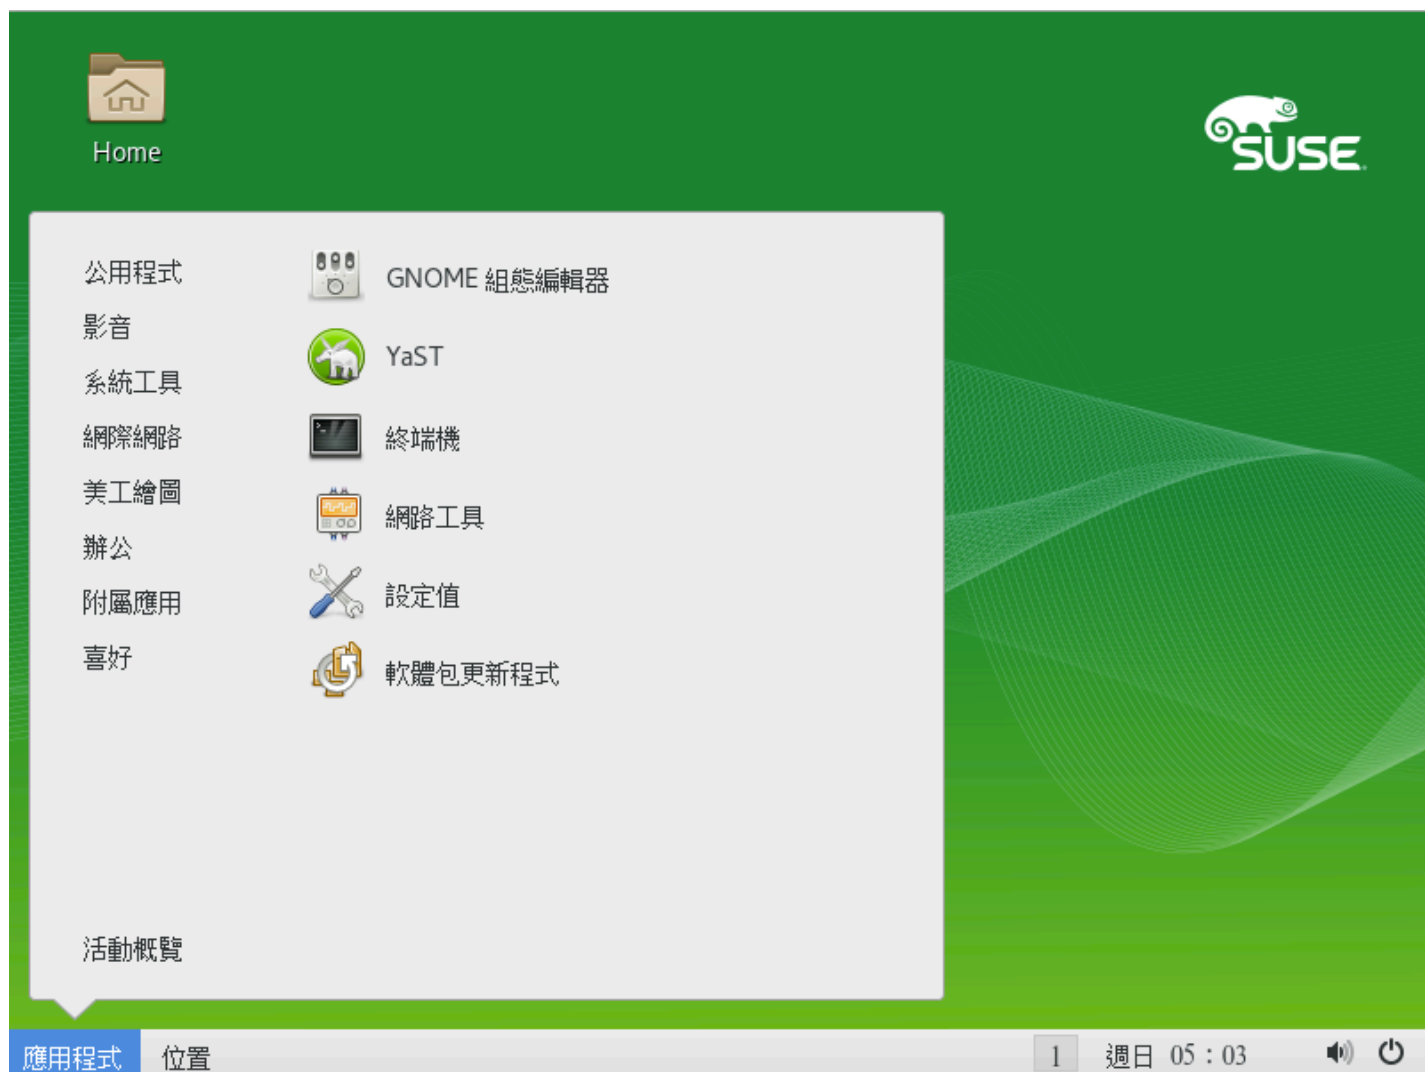 Home
SUSE
公用程式
影音
系統工具
網際網路
美工繪圖
辦公
附屬應用
喜好
活動概覽
GNOME 組態編輯器
YaST
終端機
網路工具
設定值
軟體包更新程式
應用程式 位置 1 週日 05：03